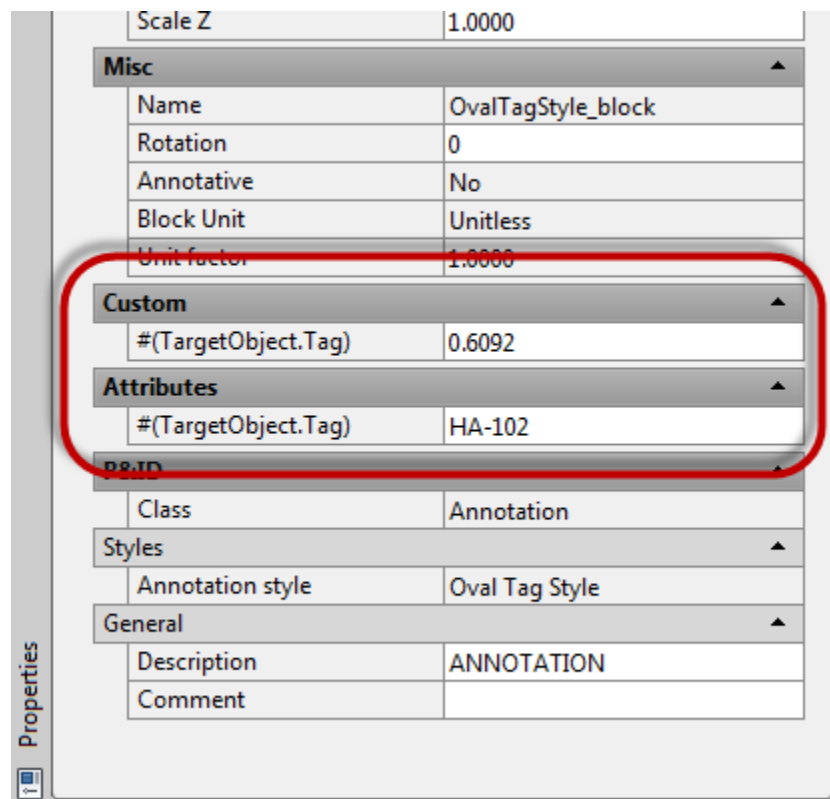 Scale Z 1.0000
Misc
Name OvalTagStyle_block
Rotation 0
Annotative No
Block Unit Unitless
Unit factor 1.0000
Custom
#(TargetObject.Tag) 0.6092
Attributes
#(TargetObject.Tag) HA-102
P&ID
Class Annotation
Styles
Annotation style Oval Tag Style
General
Description ANNOTATION
Comment
Properties